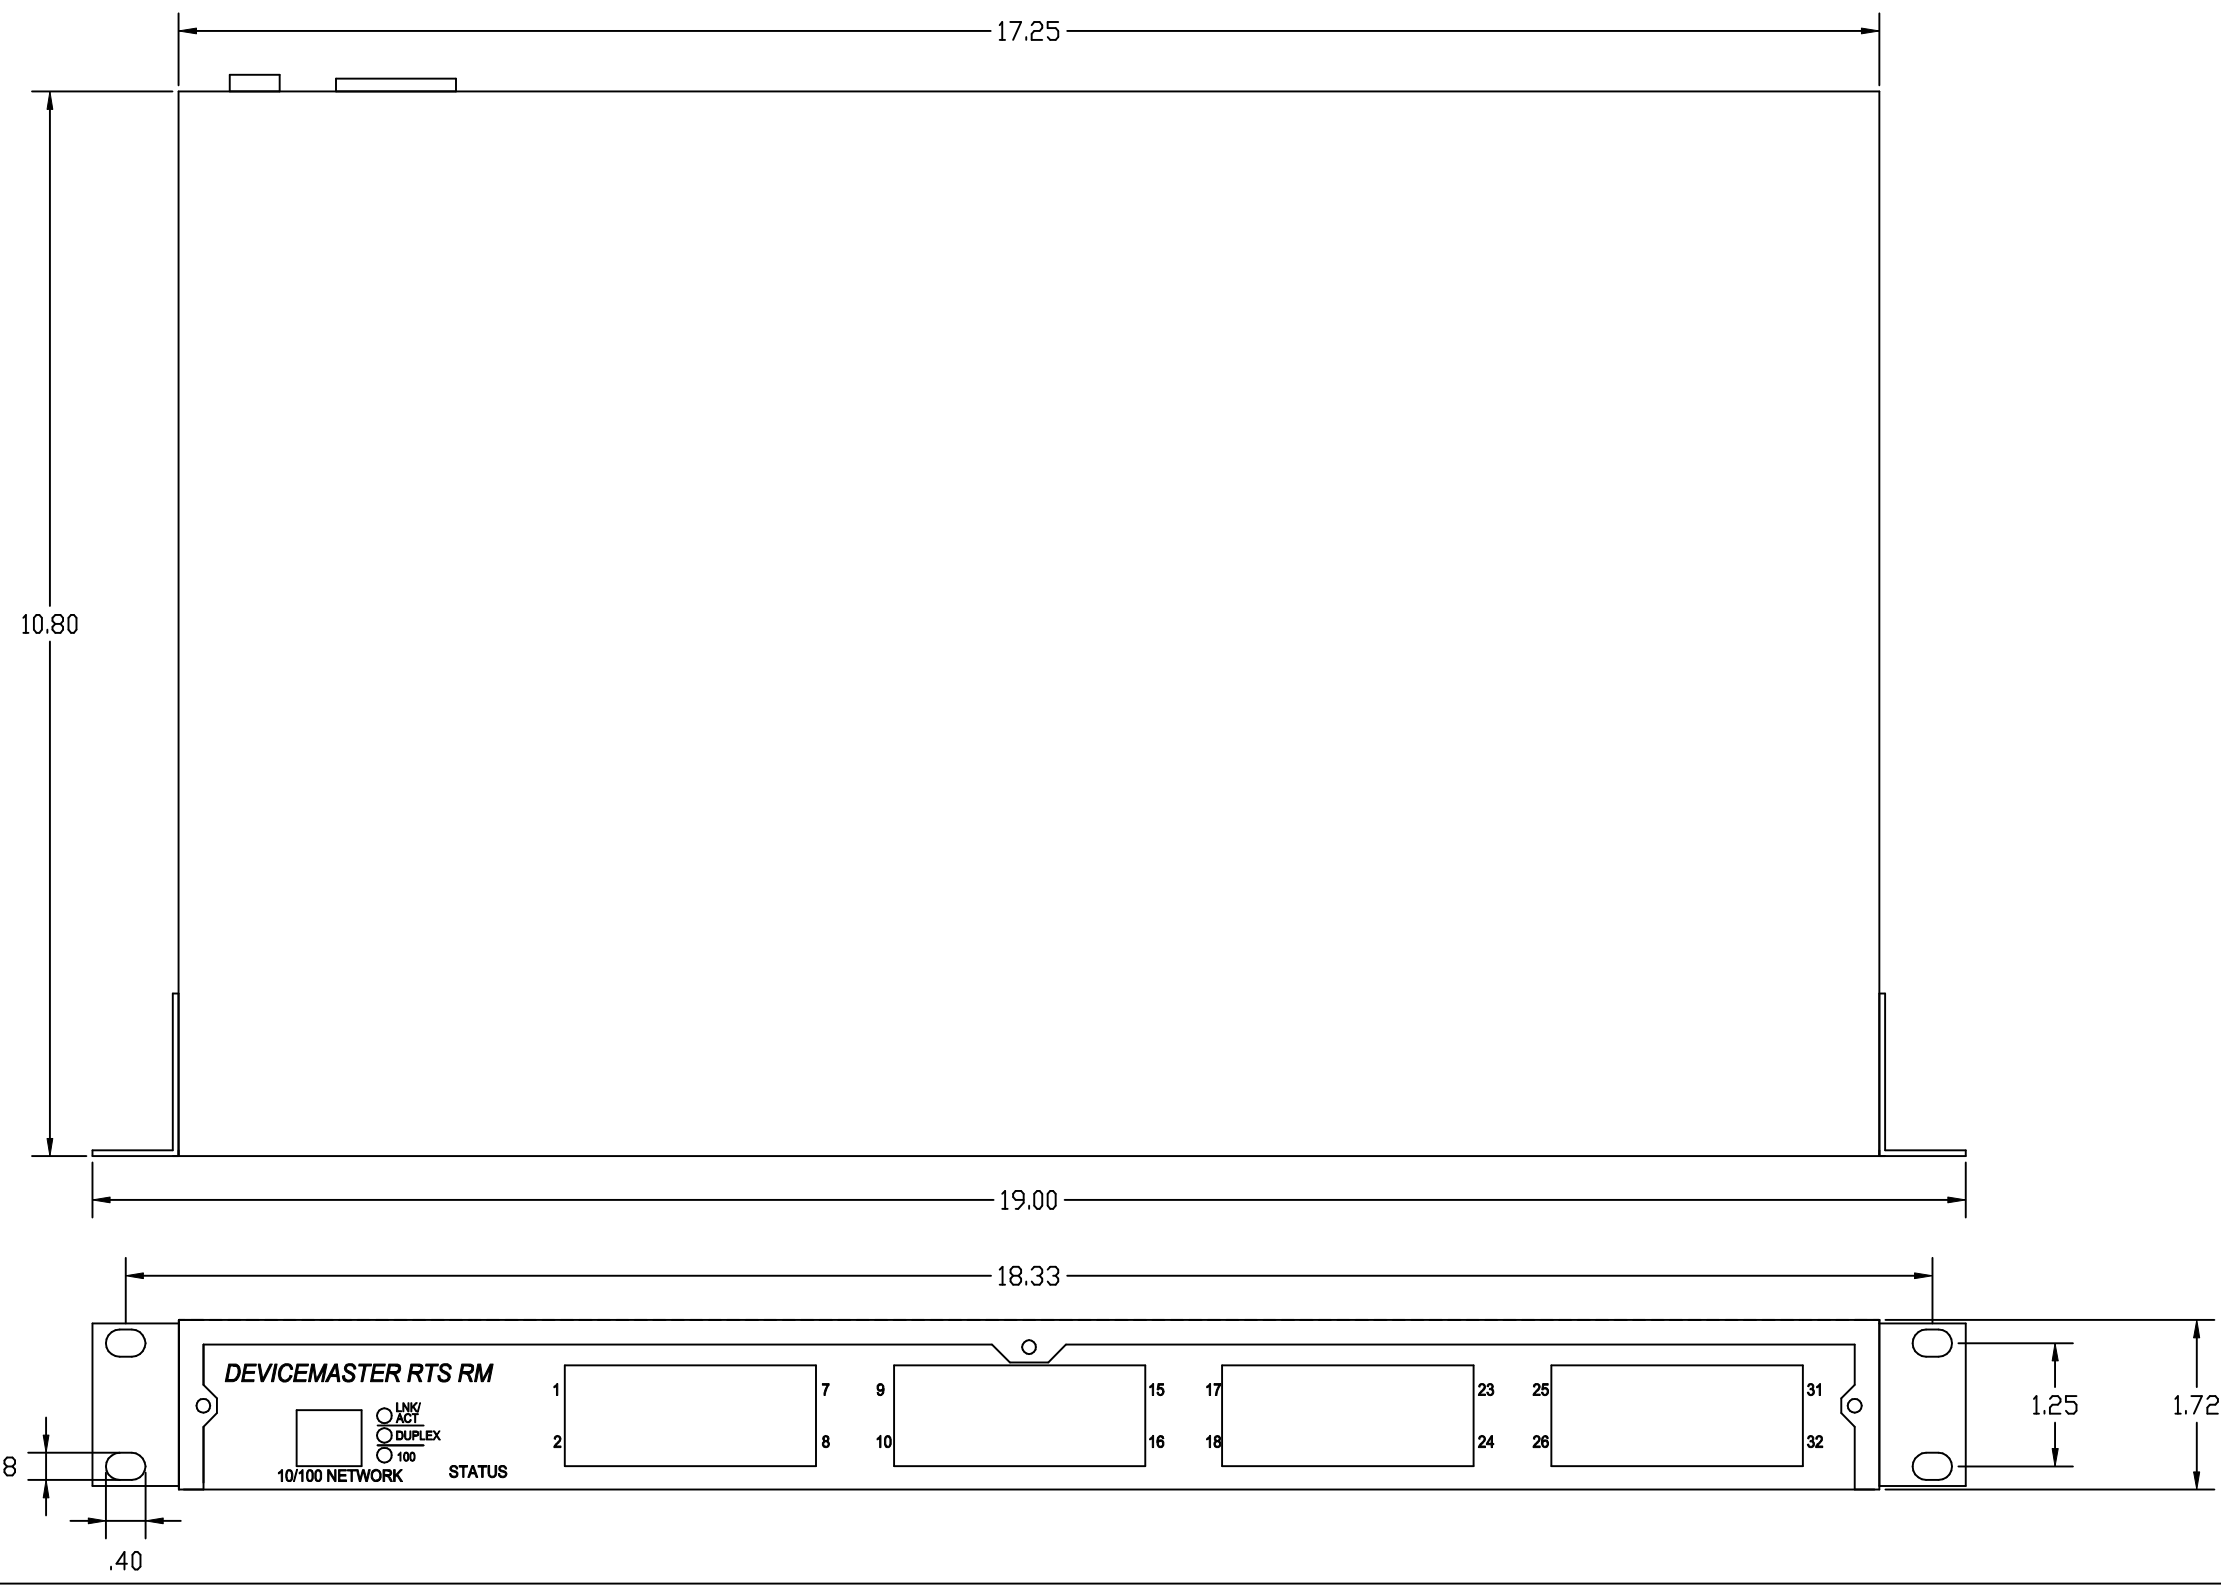 17.25
10.80
19.00
18.33
DEVICEMASTER RTS RM
1 7 9 15 17 23 25 31
LNK/
ACT
1.25 1.72
DUPLEX
2 8 10 16 18 24 26 32
100
8
10/100 NETWORK STATUS
.40